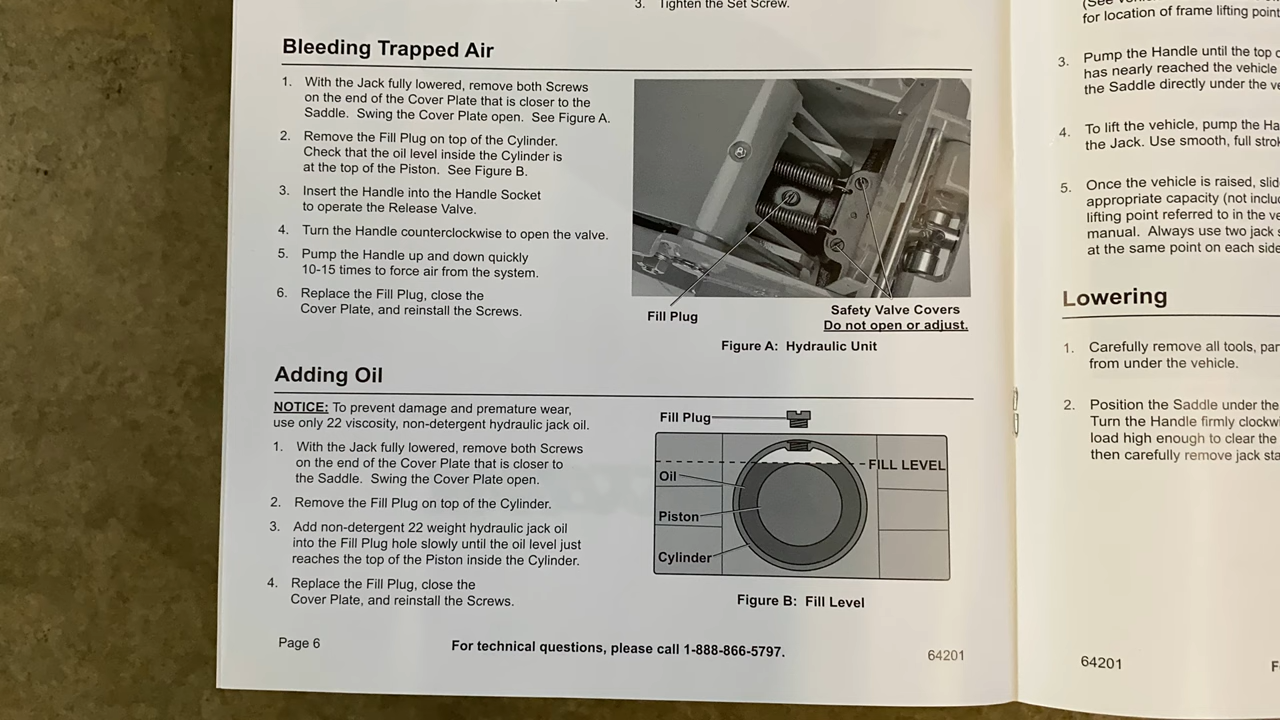 3. Tighten the Set Screw.
Bleeding Trapped Air
1. With the Jack fully lowered, remove both Screws
on the end of the Cover Plate that is closer to the
Saddle. Swing the Cover Plate open. See Figure A.
2. Remove the Fill Plug on top of the Cylinder.
Check that the oil level inside the Cylinder is
at the top of the Piston. See Figure B.
3. Insert the Handle into the Handle Socket
to operate the Release Valve.
4. Turn the Handle counterclockwise to open the valve.
5. Pump the Handle up and down quickly
10-15 times to force air from the system.
6. Replace the Fill Plug, close the
Cover Plate, and reinstall the Screws.
Fill Plug
Safety Valve Covers
Do not open or adjust.
Figure A: Hydraulic Unit
Adding Oil
NOTICE: To prevent damage and premature wear,
use only 22 viscosity, non-detergent hydraulic jack oil.
1. With the Jack fully lowered, remove both Screws
on the end of the Cover Plate that is closer to
the Saddle. Swing the Cover Plate open.
2. Remove the Fill Plug on top of the Cylinder.
3. Add non-detergent 22 weight hydraulic jack oil
into the Fill Plug hole slowly until the oil level just
reaches the top of the Piston inside the Cylinder.
4. Replace the Fill Plug, close the
Cover Plate, and reinstall the Screws.
Fill Plug
FILL LEVEL
Oil
Piston
Cylinder
Figure B: Fill Level
Page 6
For technical questions, please call 1-888-866-5797.
64201
(See
for location of frame lifting point
3. Pump the Handle until the top
has nearly reached the vehicle
the Saddle directly under the
4. To lift the vehicle, pump the
the Jack. Use smooth, full
5. Once the vehicle is raised,
appropriate capacity (not
lifting point referred to in the
manual. Always use two jack
at the same point on each side
Lowering
1. Carefully remove all tools,
from under the vehicle.
2. Position the Saddle under the
Turn the Handle firmly
load high enough to clear the
then carefully remove jack
64201